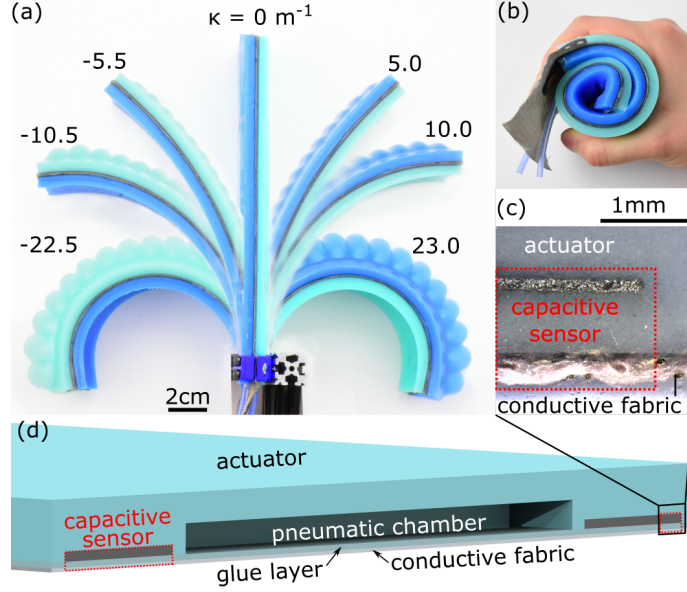 (a)
κ = 0 m⁻¹
-5.5
5.0
-10.5
10.0
-22.5
23.0
2cm
(b)
(c)
1mm
actuator
capacitive
sensor
conductive fabric
(d)
actuator
capacitive
sensor
pneumatic chamber
glue layer
conductive fabric